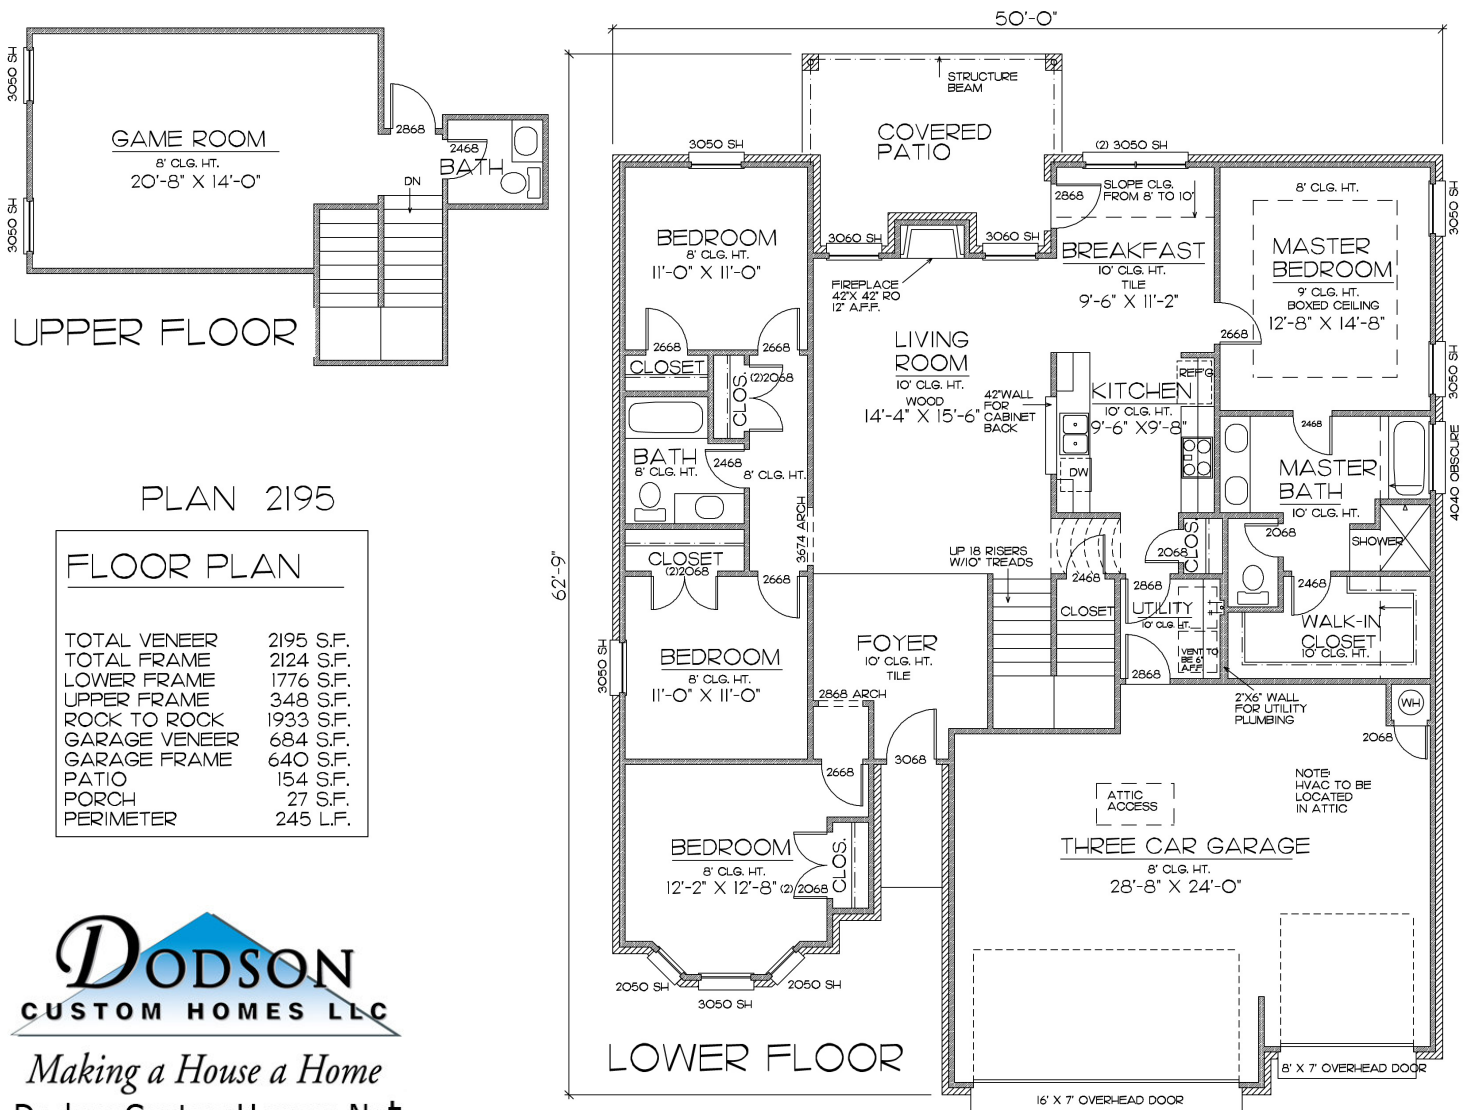 3050 SH
GAME ROOM
8' CLG. HT.
20'-8" X 14'-0"
2868
2468
BATH
DN
3050 SH
UPPER FLOOR
PLAN 2195
FLOOR PLAN
TOTAL VENEER 2195 S.F.
TOTAL FRAME 2124 S.F.
LOWER FRAME 1776 S.F.
UPPER FRAME 348 S.F.
ROCK TO ROCK 1933 S.F.
GARAGE VENEER 684 S.F.
GARAGE FRAME 640 S.F.
PATIO 154 S.F.
PORCH 27 S.F.
PERIMETER 245 L.F.
DODSON
CUSTOM HOMES LLC
Making a House a Home
50'-0"
62'-9"
STRUCTURE
BEAM
COVERED
PATIO
3050 SH
(2) 3050 SH
2868
SLOPE CLG.
FROM 8' TO 10'
8' CLG. HT.
3050 SH
BEDROOM
8' CLG. HT.
11'-0" X 11'-0"
3060 SH
3060 SH
FIREPLACE
42"X 42" RO
12" A.F.F.
BREAKFAST
10' CLG. HT.
TILE
9'-6" X 11'-2"
MASTER
BEDROOM
9' CLG. HT.
BOXED CEILING
12'-8" X 14'-8"
2668
2668
2668
LIVING
ROOM
10' CLG. HT.
WOOD
14'-4" X 15'-6"
CLOSET
CLOS.
(2)2068
42"WALL
FOR
CABINET
BACK
REF'G
KITCHEN
10' CLG. HT.
9'-6" X9'-8"
DW
3050 SH
2468
4040 OBSCURE
BATH
8' CLG. HT.
2468
8' CLG. HT.
MASTER
BATH
10' CLG. HT.
3674 ARCH
2068
SHOWER
CLOSET
(2)2068
2668
UP 18 RISERS
W/10" TREADS
2468
CLOSET
2068
CLOS.
2868
UTILITY
10' CLG. HT.
VENT TO
BE 6"
A.F.F.
2868
2468
WALK-IN
CLOSET
10' CLG. HT.
3050 SH
BEDROOM
8' CLG. HT.
11'-0" X 11'-0"
FOYER
10' CLG. HT.
TILE
2868 ARCH
2"X6" WALL
FOR UTILITY
PLUMBING
WH
2068
2668
3068
NOTE:
HVAC TO BE
LOCATED
IN ATTIC
ATTIC
ACCESS
BEDROOM
8' CLG. HT.
12'-2" X 12'-8"
(2) 2068
CLOS.
THREE CAR GARAGE
8' CLG. HT.
28'-8" X 24'-0"
2050 SH
3050 SH
2050 SH
LOWER FLOOR
8' X 7' OVERHEAD DOOR
16' X 7' OVERHEAD DOOR